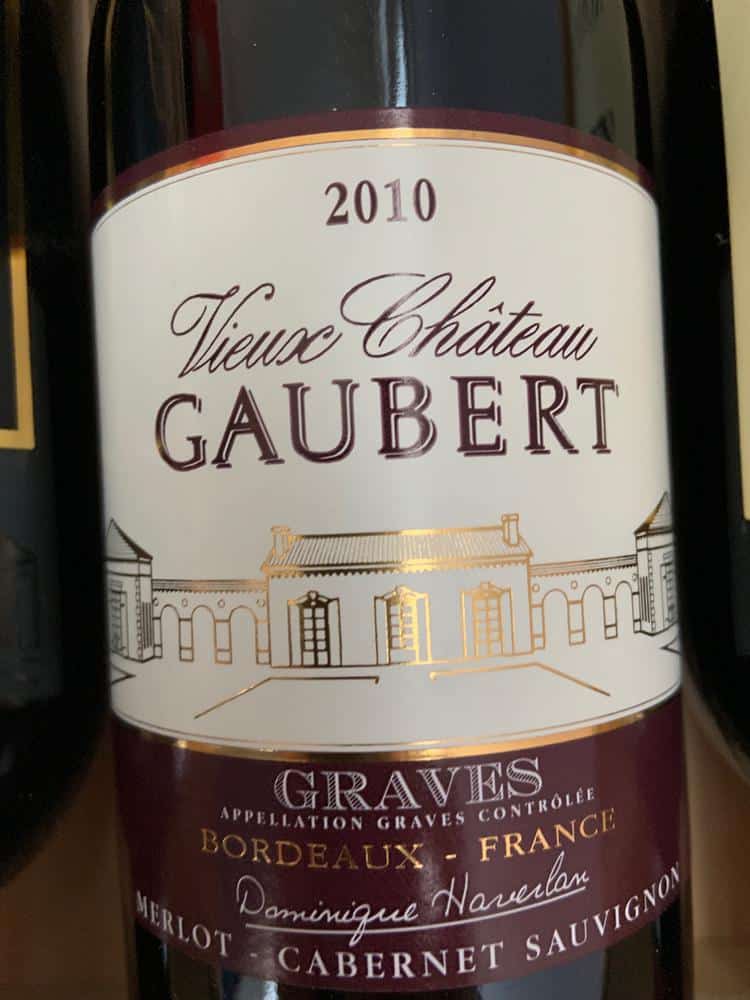 2010
Vieux Château
GAUBERT
GRAVES
APPELLATION GRAVES CONTRÔLÉE
BORDEAUX - FRANCE
Dominique Haverlan
MERLOT - CABERNET SAUVIGNON